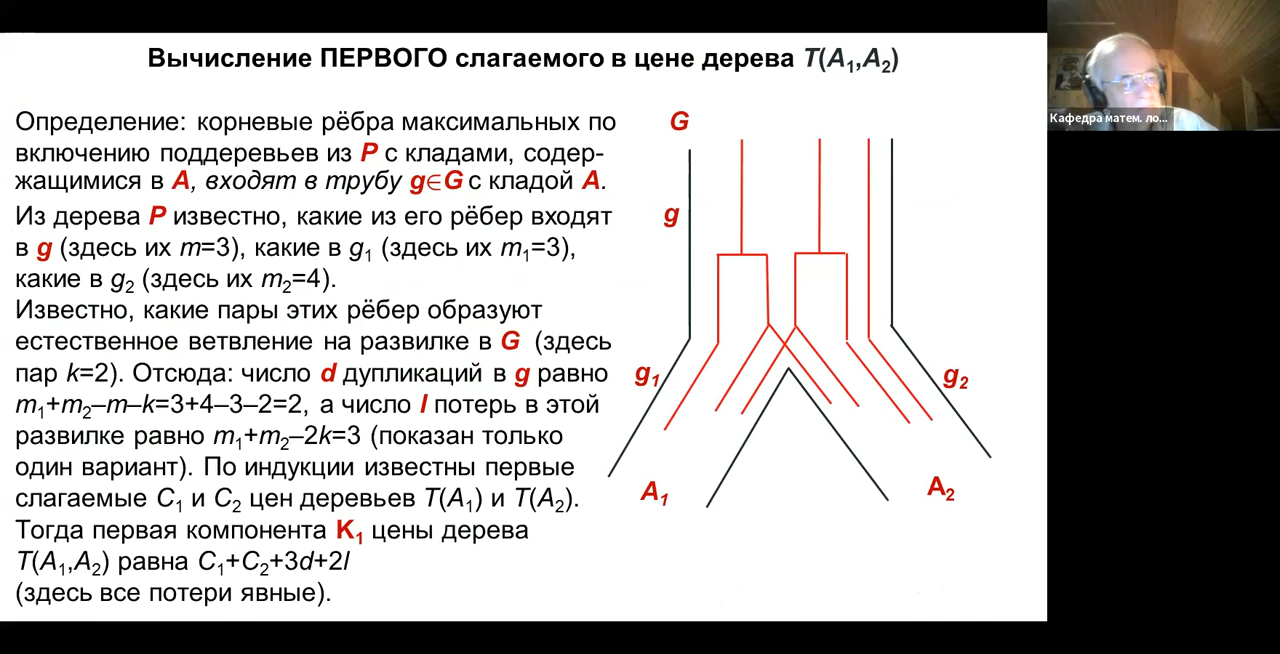 Вычисление ПЕРВОГО слагаемого в цене дерева T(A₁,A₂)
Определение: корневые рёбра максимальных по
включению поддеревьев из P с кладами, содер-
жащимися в A, входят в трубу g∈G с кладой A.
Из дерева P известно, какие из его рёбер входят
в g (здесь их m=3), какие в g₁ (здесь их m₁=3),
какие в g₂ (здесь их m₂=4).
Известно, какие пары этих рёбер образуют
естественное ветвление на развилке в G (здесь
пар k=2). Отсюда: число d дупликаций в g равно
m₁+m₂–m–k=3+4–3–2=2, а число l потерь в этой
развилке равно m₁+m₂–2k=3 (показан только
один вариант). По индукции известны первые
слагаемые C₁ и C₂ цен деревьев T(A₁) и T(A₂).
Тогда первая компонента K₁ цены дерева
T(A₁,A₂) равна C₁+C₂+3d+2l
(здесь все потери явные).
G
g
g₁
g₂
A₁
A₂
Кафедра матем. ло...